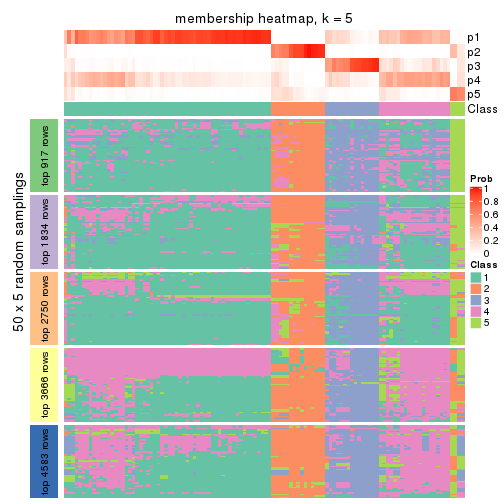 membership heatmap, k = 5
p1
p2
p3
p4
p5
Class
50 x 5 random samplings
top 917 rows
top 1834 rows
top 2750 rows
top 3666 rows
top 4583 rows
Prob
1
0.8
0.6
0.4
0.2
0
Class
1
2
3
4
5